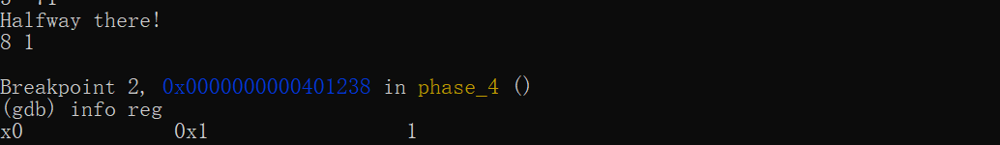 Halfway there!
8 1
Breakpoint 2, 0x0000000000401238 in phase_4 ()
(gdb) info reg
x0 0x1 1